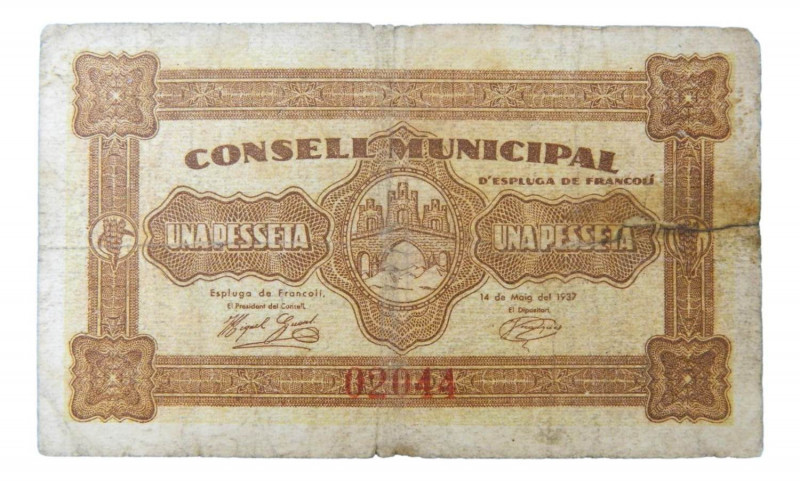 CONSELL MUNICIPAL
D'ESPLUGA DE FRANCOLÍ
UNA PESSETA
UNA PESSETA
Espluga de Francolí,
14 de Maig del 1937
El President del Consell,
El Dipositari,
Miquel
02044